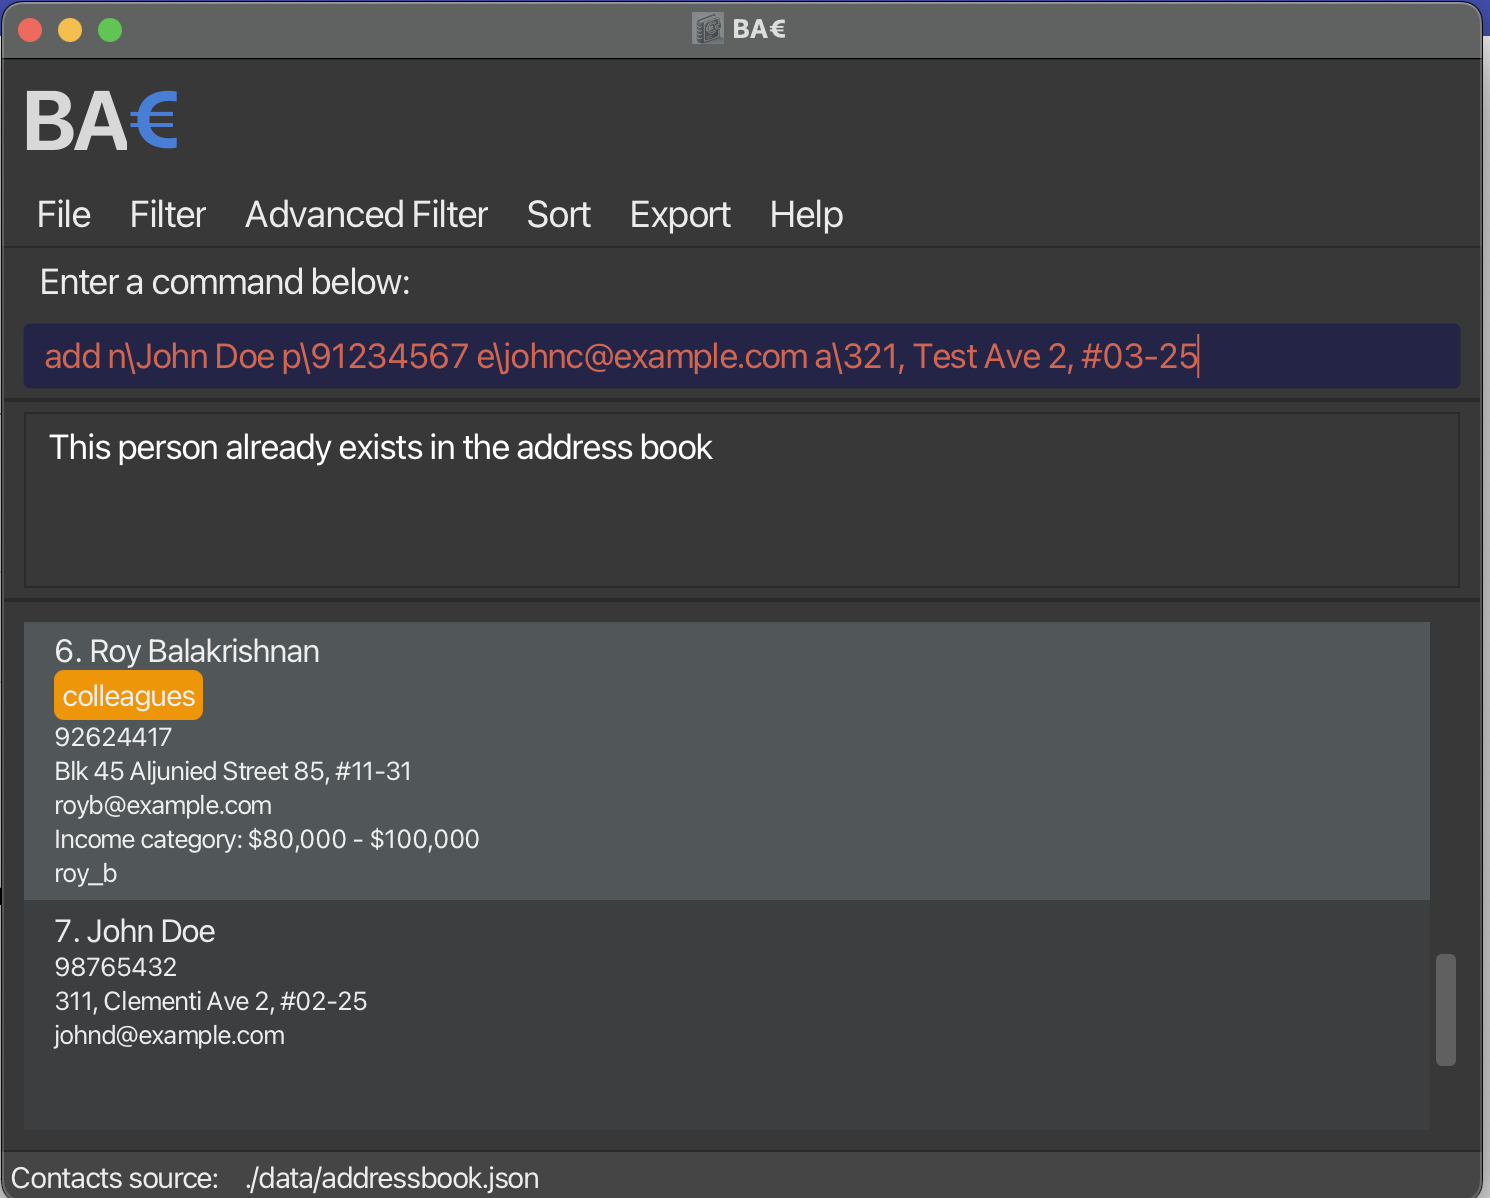 BA€
BA€
File Filter Advanced Filter Sort Export Help
Enter a command below:
add n\John Doe p\91234567 e\johnc@example.com a\321, Test Ave 2, #03-25
This person already exists in the address book
6. Roy Balakrishnan
colleagues
92624417
Blk 45 Aljunied Street 85, #11-31
royb@example.com
Income category: $80,000 - $100,000
roy_b
7. John Doe
98765432
311, Clementi Ave 2, #02-25
johnd@example.com
Contacts source: ./data/addressbook.json